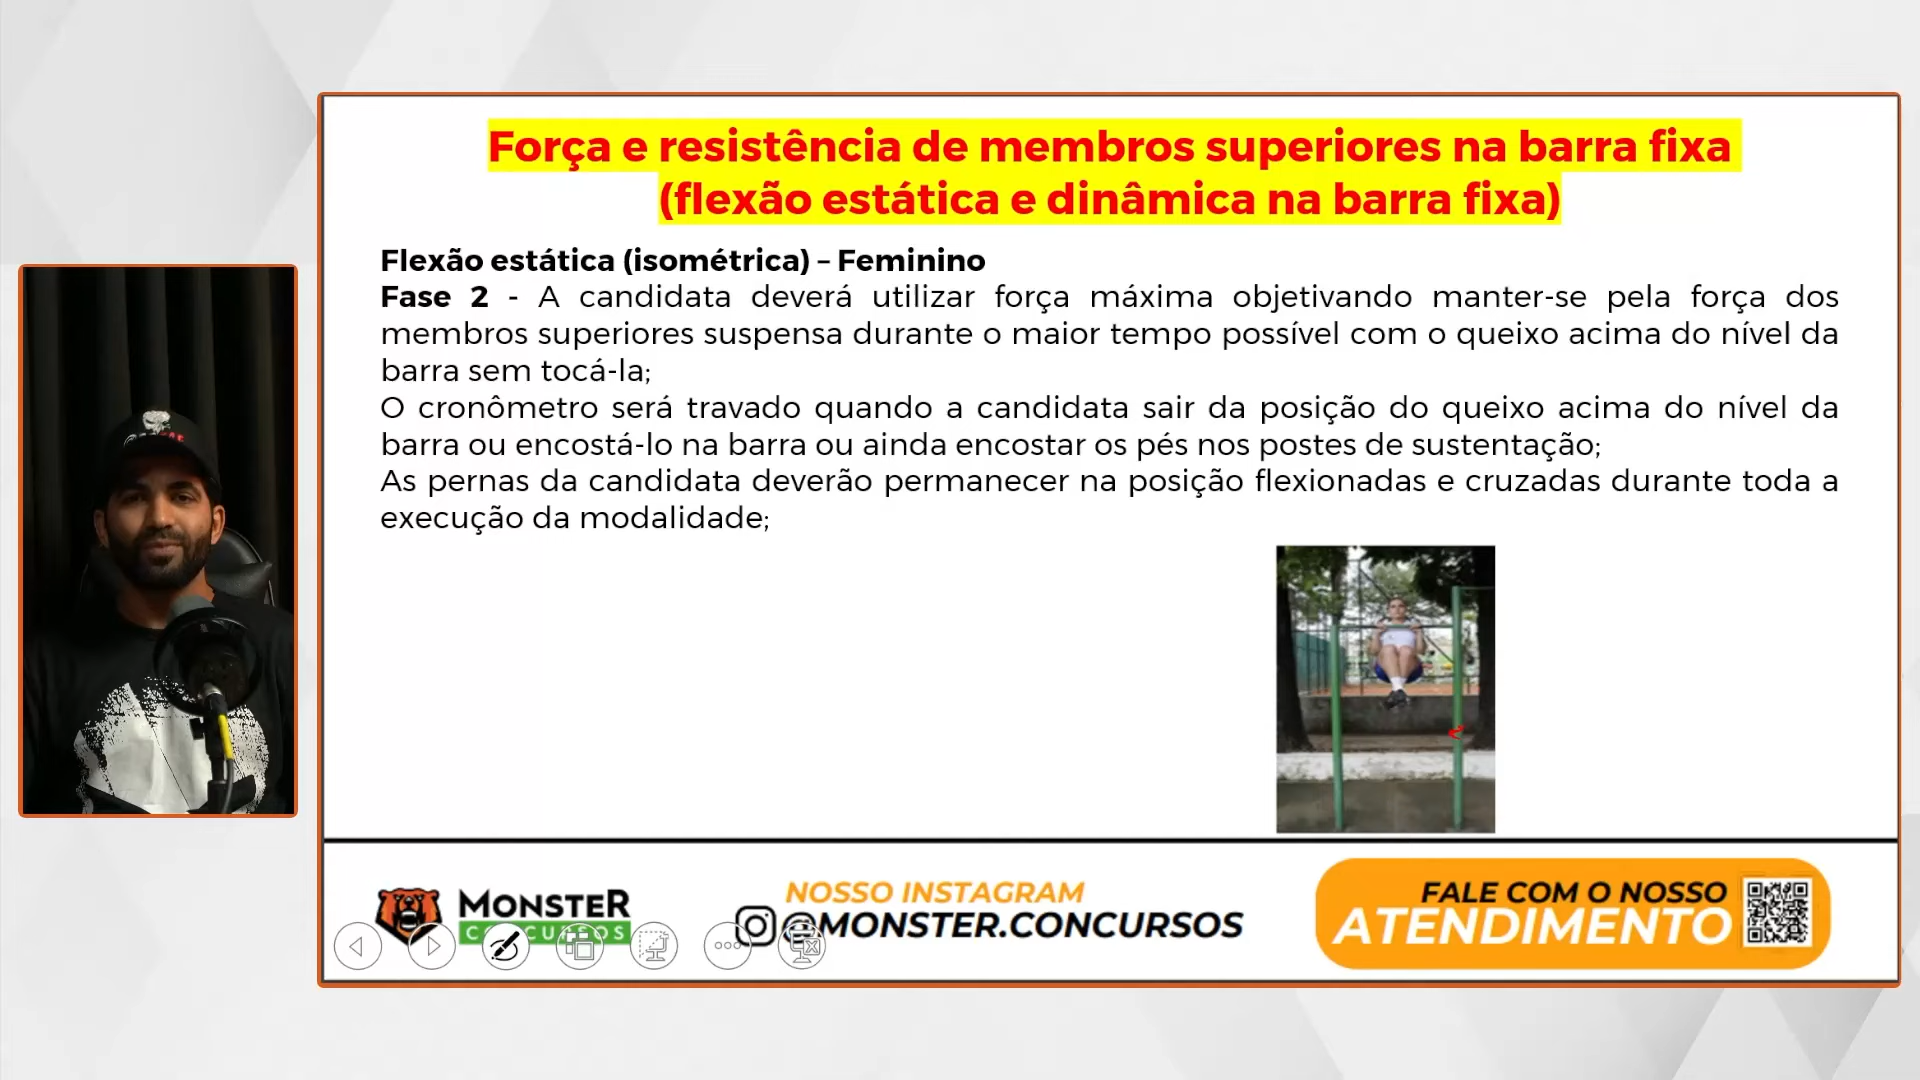 Força e resistência de membros superiores na barra fixa
(flexão estática e dinâmica na barra fixa)
Flexão estática (isométrica) – Feminino
Fase 2 - A candidata deverá utilizar força máxima objetivando manter-se pela força dos
membros superiores suspensa durante o maior tempo possível com o queixo acima do nível da
barra sem tocá-la;
O cronômetro será travado quando a candidata sair da posição do queixo acima do nível da
barra ou encostá-lo na barra ou ainda encostar os pés nos postes de sustentação;
As pernas da candidata deverão permanecer na posição flexionadas e cruzadas durante toda a
execução da modalidade;
MONSTER
CONCURSOS
NOSSO INSTAGRAM
@MONSTER.CONCURSOS
FALE COM O NOSSO
ATENDIMENTO